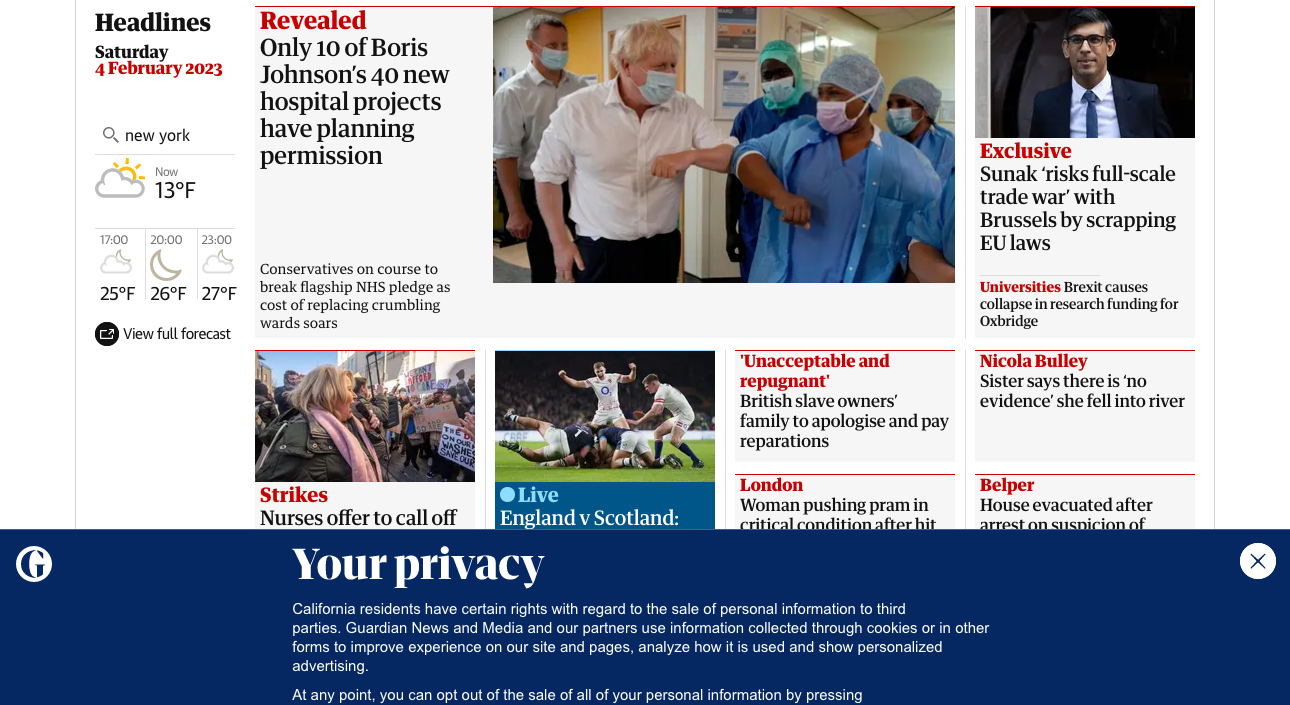 Headlines
Saturday
4 February 2023
new york
Now
13°F
17:00
20:00
23:00
25°F
26°F
27°F
View full forecast
Revealed
Only 10 of Boris
Johnson's 40 new
hospital projects
have planning
permission
Conservatives on course to
break flagship NHS pledge as
cost of replacing crumbling
wards soars
Exclusive
Sunak ‘risks full-scale
trade war’ with
Brussels by scrapping
EU laws
Universities Brexit causes
collapse in research funding for
Oxbridge
Strikes
Nurses offer to call off
Live
England v Scotland:
'Unacceptable and
repugnant'
British slave owners’
family to apologise and pay
reparations
Nicola Bulley
Sister says there is ‘no
evidence’ she fell into river
London
Woman pushing pram in
critical condition after hit
Belper
House evacuated after
arrest on suspicion of
G
Your privacy
California residents have certain rights with regard to the sale of personal information to third
parties. Guardian News and Media and our partners use information collected through cookies or in other
forms to improve experience on our site and pages, analyze how it is used and show personalized
advertising.
At any point, you can opt out of the sale of all of your personal information by pressing